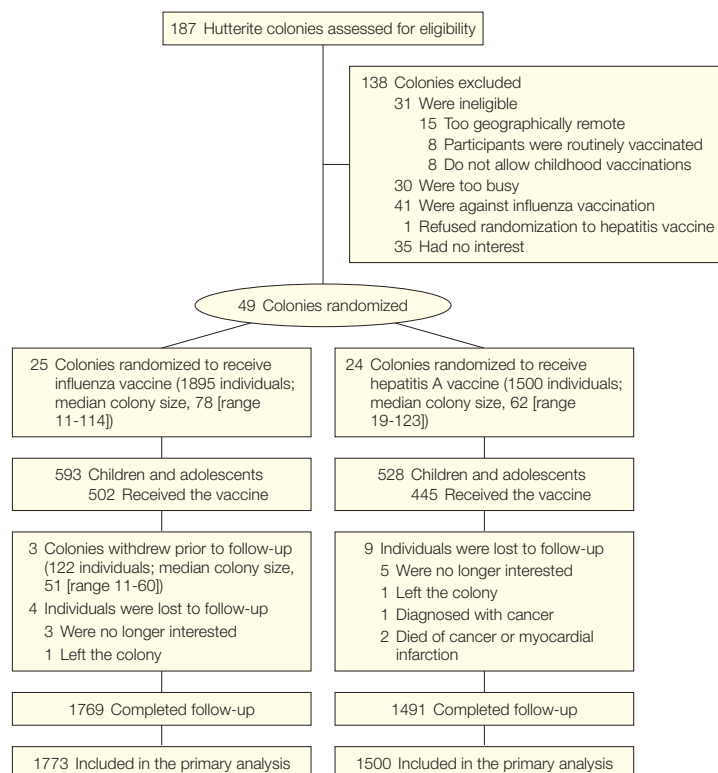 187 Hutterite colonies assessed for eligibility
138 Colonies excluded
31 Were ineligible
15 Too geographically remote
8 Participants were routinely vaccinated
8 Do not allow childhood vaccinations
30 Were too busy
41 Were against influenza vaccination
1 Refused randomization to hepatitis vaccine
35 Had no interest
49 Colonies randomized
25 Colonies randomized to receive
influenza vaccine (1895 individuals;
median colony size, 78 [range
11-114])
593 Children and adolescents
502 Received the vaccine
3 Colonies withdrew prior to follow-up
(122 individuals; median colony size,
51 [range 11-60])
4 Individuals were lost to follow-up
3 Were no longer interested
1 Left the colony
1769 Completed follow-up
1773 Included in the primary analysis
24 Colonies randomized to receive
hepatitis A vaccine (1500 individuals;
median colony size, 62 [range
19-123])
528 Children and adolescents
445 Received the vaccine
9 Individuals were lost to follow-up
5 Were no longer interested
1 Left the colony
1 Diagnosed with cancer
2 Died of cancer or myocardial
infarction
1491 Completed follow-up
1500 Included in the primary analysis